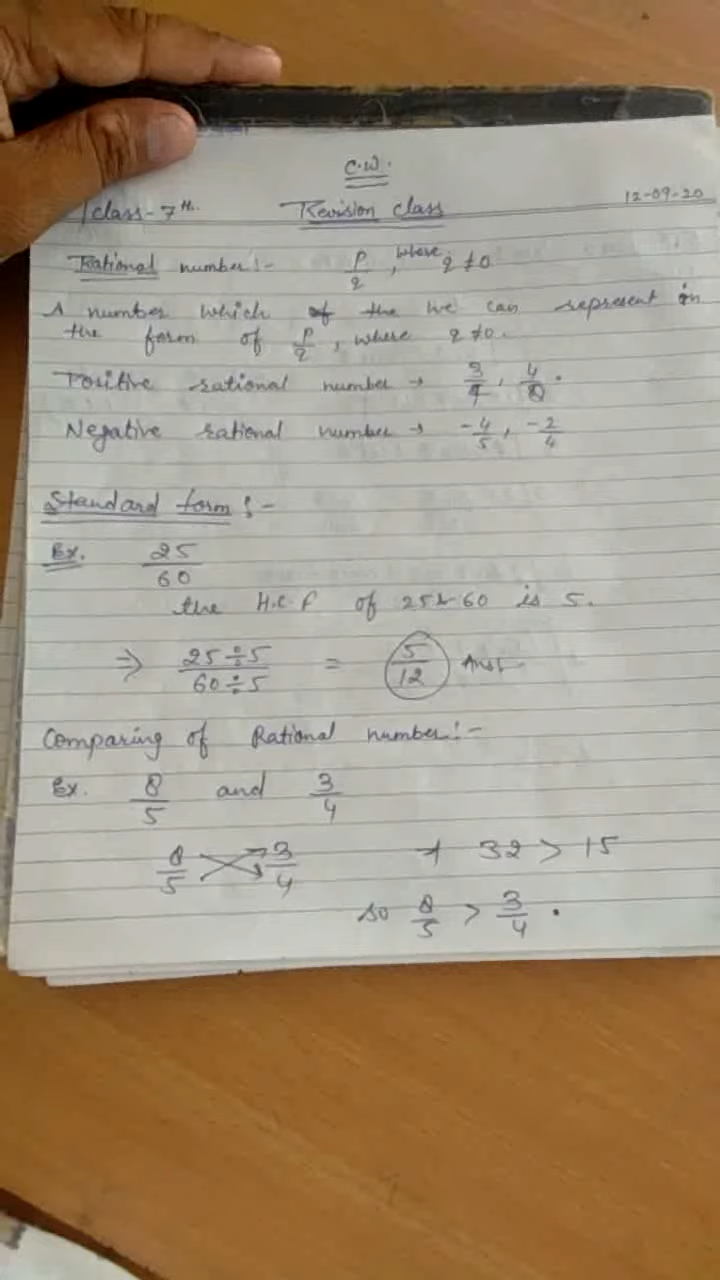 C.W.
Class-7th. Revision class 12-09-20
Rational number:- p/q, where q≠0
A number which of the we can represent in
the form of p/q, where q≠0.
Positive rational number → 3/7, 4/8.
Negative rational number → -4/5, -2/4
Standard form:-
Ex. 25/60
the H.C.F of 25 & 60 is 5.
⇒ 25÷5/60÷5 = 5/12 Ans
Comparing of Rational number:-
Ex. 8/5 and 3/4
8/5 3/4 32 > 15
so 8/5 > 3/4.